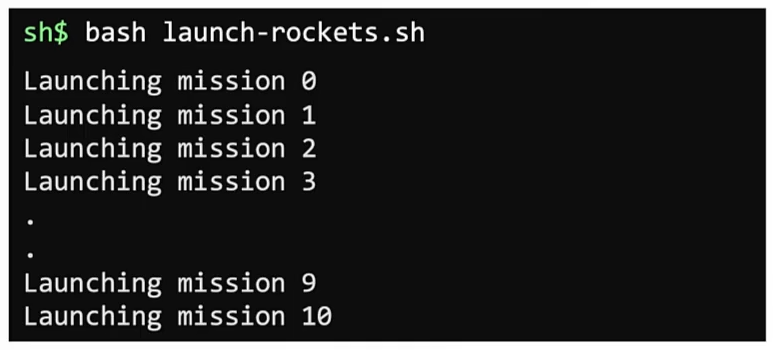 sh$ bash launch-rockets.sh
Launching mission 0
Launching mission 1
Launching mission 2
Launching mission 3
.
.
Launching mission 9
Launching mission 10